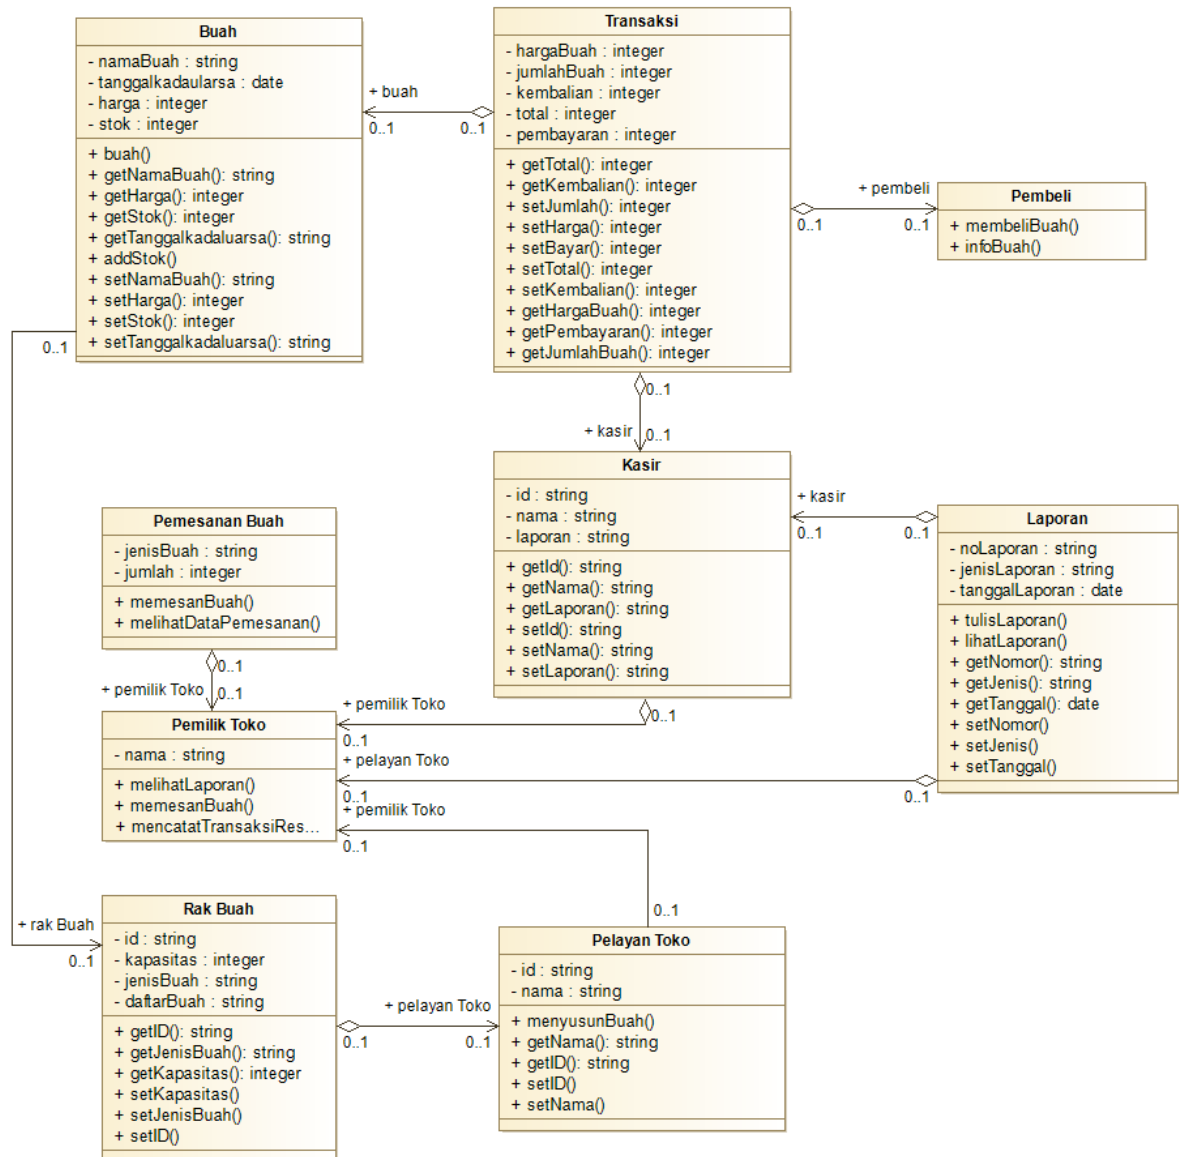 Buah
- namaBuah : string
- tanggalkadaularsa : date
- harga : integer
- stok : integer
+ buah()
+ getNamaBuah(): string
+ getHarga(): integer
+ getStok(): integer
+ getTanggalkadaluarsa(): string
+ addStok()
+ setNamaBuah(): string
+ setHarga(): integer
+ setStok(): integer
+ setTanggalkadaluarsa(): string
+ buah
0..1
0..1
Transaksi
- hargaBuah : integer
- jumlahBuah : integer
- kembalian : integer
- total : integer
- pembayaran : integer
+ getTotal(): integer
+ getKembalian(): integer
+ setJumlah(): integer
+ setHarga(): integer
+ setBayar(): integer
+ setTotal(): integer
+ setKembalian(): integer
+ getHargaBuah(): integer
+ getPembayaran(): integer
+ getJumlahBuah(): integer
+ pembeli
0..1
0..1
Pembeli
+ membeliBuah()
+ infoBuah()
0..1
0..1
+ kasir
0..1
Kasir
- id : string
- nama : string
- laporan : string
+ getId(): string
+ getNama(): string
+ getLaporan(): string
+ setId(): string
+ setNama(): string
+ setLaporan(): string
+ kasir
0..1
0..1
Laporan
- noLaporan : string
- jenisLaporan : string
- tanggalLaporan : date
+ tulisLaporan()
+ lihatLaporan()
+ getNomor(): string
+ getJenis(): string
+ getTanggal(): date
+ setNomor()
+ setJenis()
+ setTanggal()
Pemesanan Buah
- jenisBuah : string
- jumlah : integer
+ memesanBuah()
+ melihatDataPemesanan()
0..1
+ pemilik Toko
0..1
Pemilik Toko
- nama : string
+ melihatLaporan()
+ memesanBuah()
+ mencatatTransaksiRes...
+ pemilik Toko
0..1
0..1
+ pelayan Toko
0..1
0..1
+ pemilik Toko
0..1
0..1
+ rak Buah
0..1
Rak Buah
- id : string
- kapasitas : integer
- jenisBuah : string
- daftarBuah : string
+ getID(): string
+ getJenisBuah(): string
+ getKapasitas(): integer
+ setKapasitas()
+ setJenisBuah()
+ setID()
+ pelayan Toko
0..1
0..1
Pelayan Toko
- id : string
- nama : string
+ menyusunBuah()
+ getNama(): string
+ getID(): string
+ setID()
+ setNama()